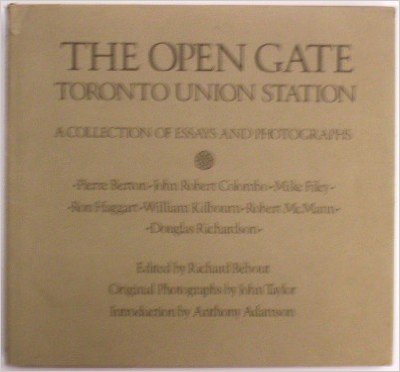 THE OPEN GATE
TORONTO UNION STATION
A COLLECTION OF ESSAYS AND PHOTOGRAPHS
-Pierre Berton-John Robert Colombo-Mike Filey-
-Ron Haggart-William Kilbourn-Robert McMann-
-Douglas Richardson-
Edited by Richard Bébout
Original Photographs by John Taylor
Introduction by Anthony Adamson